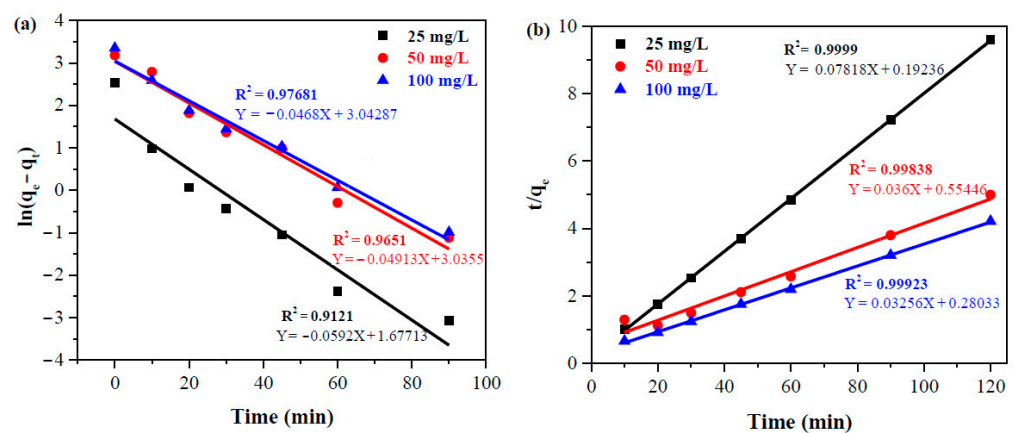 (a)
25 mg/L
50 mg/L
100 mg/L
R² = 0.97681
Y = −0.0468X + 3.04287
R² = 0.9651
Y=−0.04913X+3.0355
R² = 0.9121
Y= −0.0592X+1.67713
ln(qₑ − qₜ)
4
3
2
1
0
−1
−2
−3
−4
0
20
40
60
80
100
Time (min)
(b)
25 mg/L
50 mg/L
100 mg/L
R² = 0.9999
Y = 0.07818X+0.19236
R² = 0.99838
Y=0.036X+0.55446
R² = 0.99923
Y= 0.03256X+0.28033
t/qₑ
10
8
6
4
2
0
0
20
40
60
80
100
120
Time (min)